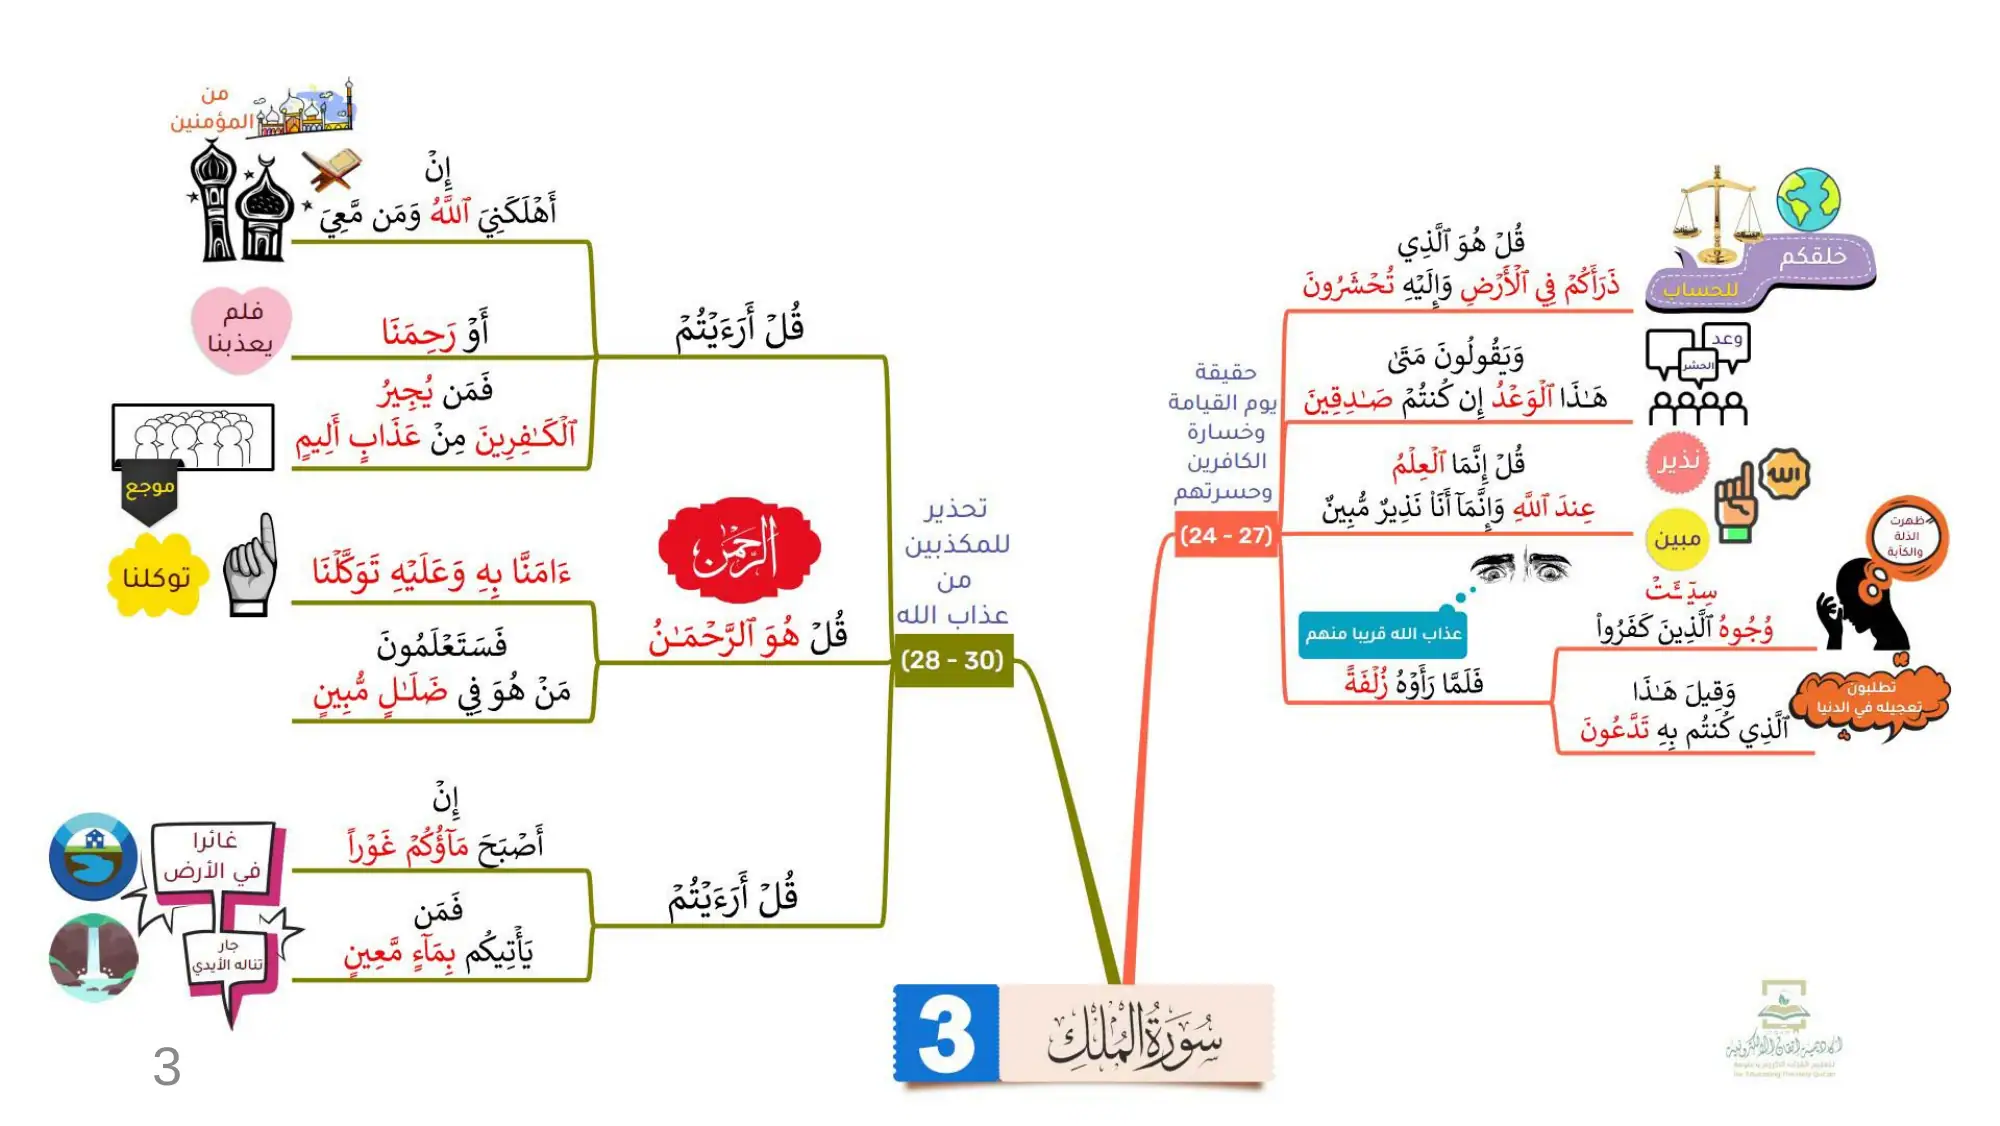 حقيقة
يوم القيامة
وخسارة
الكافرين
وحسرتهم
(24 - 27)
قُلۡ هُوَ ٱلَّذِي
ذَرَأَكُمۡ فِي ٱلۡأَرۡضِ وَإِلَيۡهِ تُحۡشَرُونَ
خلقكم
للحساب
وَيَقُولُونَ مَتَىٰ
هَـٰذَا ٱلۡوَعۡدُ إِن كُنتُمۡ صَـٰدِقِينَ
وعد
الحشر
قُلۡ إِنَّمَا ٱلۡعِلۡمُ
عِندَ ٱللَّهِ وَإِنَّمَآ أَنَا۠ نَذِيرٌ مُّبِينٌ
نذير
الله
مبين
عذاب الله قريبا منهم
فَلَمَّا رَأَوۡهُ زُلۡفَةً
سِيٓـَٔتۡ
وُجُوهُ ٱلَّذِينَ كَفَرُوا۟
ظهرت
الذلة
والكآبة
وَقِيلَ هَـٰذَا
ٱلَّذِي كُنتُم بِهِۦ تَدَّعُونَ
تطلبون
تعجيله في الدنيا
تحذير
للمكذبين
من
عذاب الله
(28 - 30)
قُلۡ أَرَءَيۡتُمۡ
إِنۡ
أَهۡلَكَنِيَ ٱللَّهُ وَمَن مَّعِيَ
من
المؤمنين
أَوۡ رَحِمَنَا
فلم
يعذبنا
فَمَن يُجِيرُ
ٱلۡكَـٰفِرِينَ مِنۡ عَذَابٍ أَلِيمٍ
موجع
الرحمن
قُلۡ هُوَ ٱلرَّحۡمَـٰنُ
ءَامَنَّا بِهِۦ وَعَلَيۡهِ تَوَكَّلۡنَا
توكلنا
فَسَتَعۡلَمُونَ
مَنۡ هُوَ فِي ضَلَـٰلٍ مُّبِينٍ
قُلۡ أَرَءَيۡتُمۡ
إِنۡ
أَصۡبَحَ مَآؤُكُمۡ غَوۡرًا
غائرا
في الأرض
فَمَن
يَأۡتِيكُم بِمَآءٍ مَّعِينٍ
جار
تناله الأيدي
3
سُورَةُ المُلْكِ
3